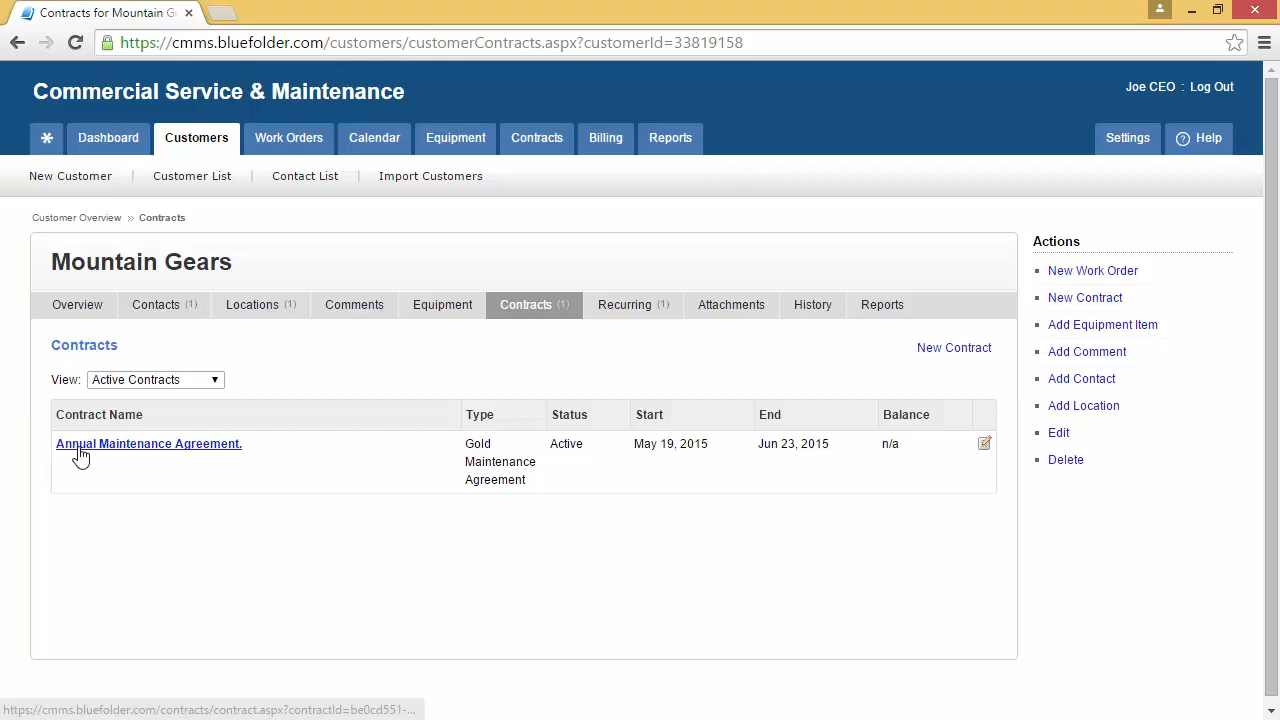 Contracts for Mountain G
https://cmms.bluefolder.com/customers/customerContracts.aspx?customerId=33819158
Commercial Service & Maintenance
Joe CEO : Log Out
Dashboard Customers Work Orders Calendar Equipment Contracts Billing Reports Settings ? Help
New Customer | Customer List | Contact List | Import Customers
Customer Overview » Contracts
Mountain Gears
Overview Contacts (1) Locations (1) Comments Equipment Contracts (1) Recurring (1) Attachments History Reports
Contracts
New Contract
View: Active Contracts
Contract Name Type Status Start End Balance
Annual Maintenance Agreement. Gold Active May 19, 2015 Jun 23, 2015 n/a
Maintenance
Agreement
Actions
New Work Order
New Contract
Add Equipment Item
Add Comment
Add Contact
Add Location
Edit
Delete
https://cmms.bluefolder.com/contracts/contract.aspx?contractId=be0cd551-...